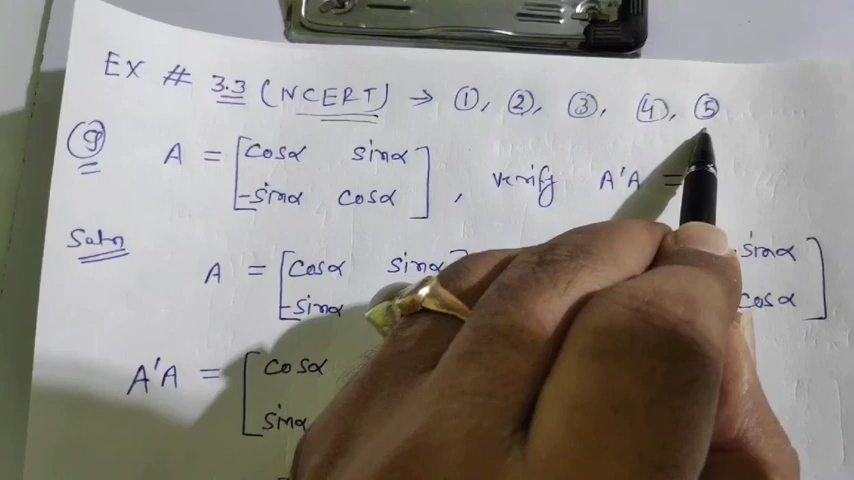 EX # 3.3 (NCERT) → ①, ②, ③, ④, ⑤
⑨ A = [cosα sinα
-sinα cosα], verify A'A =
Soln
A = [cosα sinα] -sinα
-sinα cosα]
A'A = [cosα
sinα